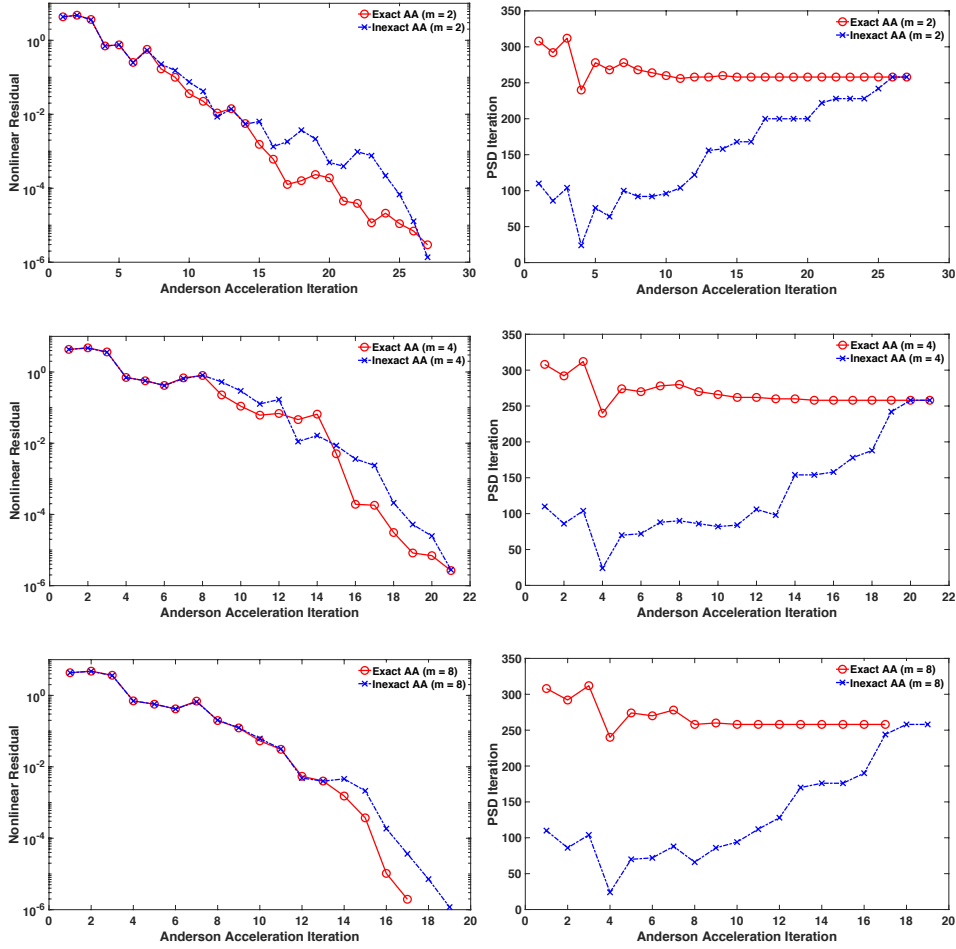 Exact AA (m = 2)
Inexact AA (m = 2)
Nonlinear Residual
10^0
10^-2
10^-4
10^-6
0 5 10 15 20 25 30
Anderson Acceleration Iteration
Exact AA (m = 2)
Inexact AA (m = 2)
PSD Iteration
350
300
250
200
150
100
50
0
0 5 10 15 20 25 30
Anderson Acceleration Iteration
Exact AA (m = 4)
Inexact AA (m = 4)
Nonlinear Residual
10^0
10^-2
10^-4
10^-6
0 2 4 6 8 10 12 14 16 18 20 22
Anderson Acceleration Iteration
Exact AA (m = 4)
Inexact AA (m = 4)
PSD Iteration
350
300
250
200
150
100
50
0
0 2 4 6 8 10 12 14 16 18 20 22
Anderson Acceleration Iteration
Exact AA (m = 8)
Inexact AA (m = 8)
Nonlinear Residual
10^0
10^-2
10^-4
10^-6
0 2 4 6 8 10 12 14 16 18 20
Anderson Acceleration Iteration
Exact AA (m = 8)
Inexact AA (m = 8)
PSD Iteration
350
300
250
200
150
100
50
0
0 2 4 6 8 10 12 14 16 18 20
Anderson Acceleration Iteration